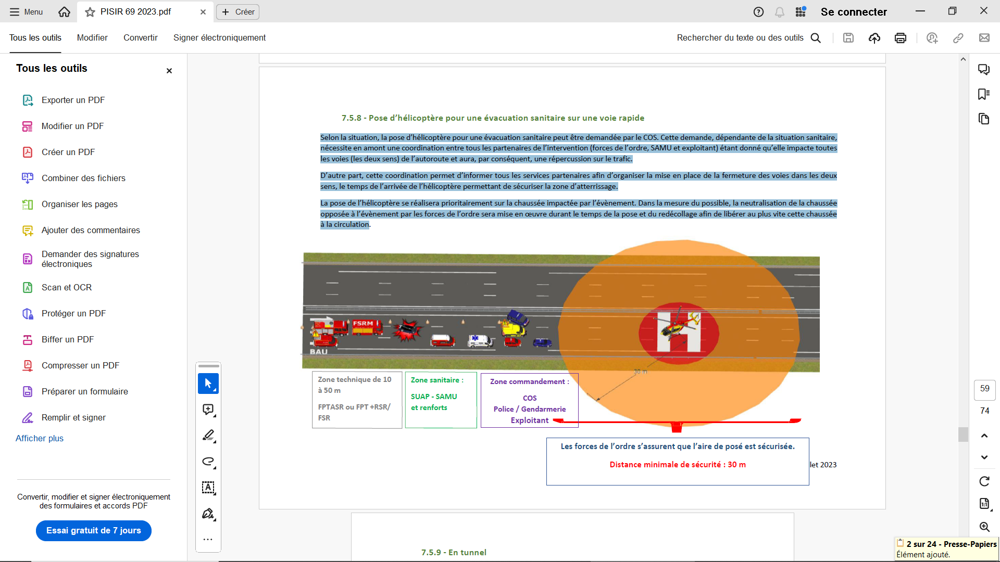 Menu
PISIR 69 2023.pdf
Créer
Se connecter
Tous les outils
Modifier
Convertir
Signer électroniquement
Rechercher du texte ou des outils
Tous les outils
Exporter un PDF
Modifier un PDF
Créer un PDF
Combiner des fichiers
Organiser les pages
Ajouter des commentaires
Demander des signatures
électroniques
Scan et OCR
Protéger un PDF
Biffer un PDF
Compresser un PDF
Préparer un formulaire
Remplir et signer
Afficher plus
Convertir, modifier et signer électroniquement
des formulaires et accords PDF
Essai gratuit de 7 jours
7.5.8 - Pose d’hélicoptère pour une évacuation sanitaire sur une voie rapide
Selon la situation, la pose d’hélicoptère pour une évacuation sanitaire peut être demandée par le COS. Cette demande, dépendante de la situation sanitaire,
nécessite en amont une coordination entre tous les partenaires de l’intervention (forces de l’ordre, SAMU et exploitant) étant donné qu’elle impacte toutes
les voies (les deux sens) de l’autoroute et aura, par conséquent, une répercussion sur le trafic.
D’autre part, cette coordination permet d’informer tous les services partenaires afin d’organiser la mise en place de la fermeture des voies dans les deux
sens, le temps de l’arrivée de l’hélicoptère permettant de sécuriser la zone d’atterrissage.
La pose de l’hélicoptère se réalisera prioritairement sur la chaussée impactée par l’évènement. Dans la mesure du possible, la neutralisation de la chaussée
opposée à l’évènement par les forces de l’ordre sera mise en œuvre durant le temps de la pose et du redécollage afin de libérer au plus vite cette chaussée
à la circulation.
FSRM
BAU
H
30 m
Zone technique de 10
à 50 m
FPTASR ou FPT +RSR/
FSR
Zone sanitaire :
SUAP - SAMU
et renforts
Zone commandement :
COS
Police / Gendarmerie
Exploitant
Les forces de l’ordre s’assurent que l’aire de posé est sécurisée.
Distance minimale de sécurité : 30 m
let 2023
7.5.9 - En tunnel
59
74
1:1
2 sur 24 - Presse-Papiers
Élément ajouté.